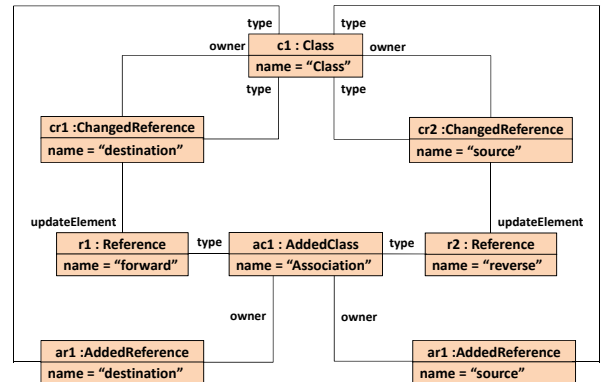 type type
owner c1 : Class owner
name = “Class”
type type
cr1 :ChangedReference cr2 :ChangedReference
name = “destination” name = “source”
updateElement updateElement
r1 : Reference type ac1 : AddedClass type r2 : Reference
name = “forward” name = “Association” name = “reverse”
owner owner
ar1 :AddedReference ar1 :AddedReference
name = “destination” name = “source”